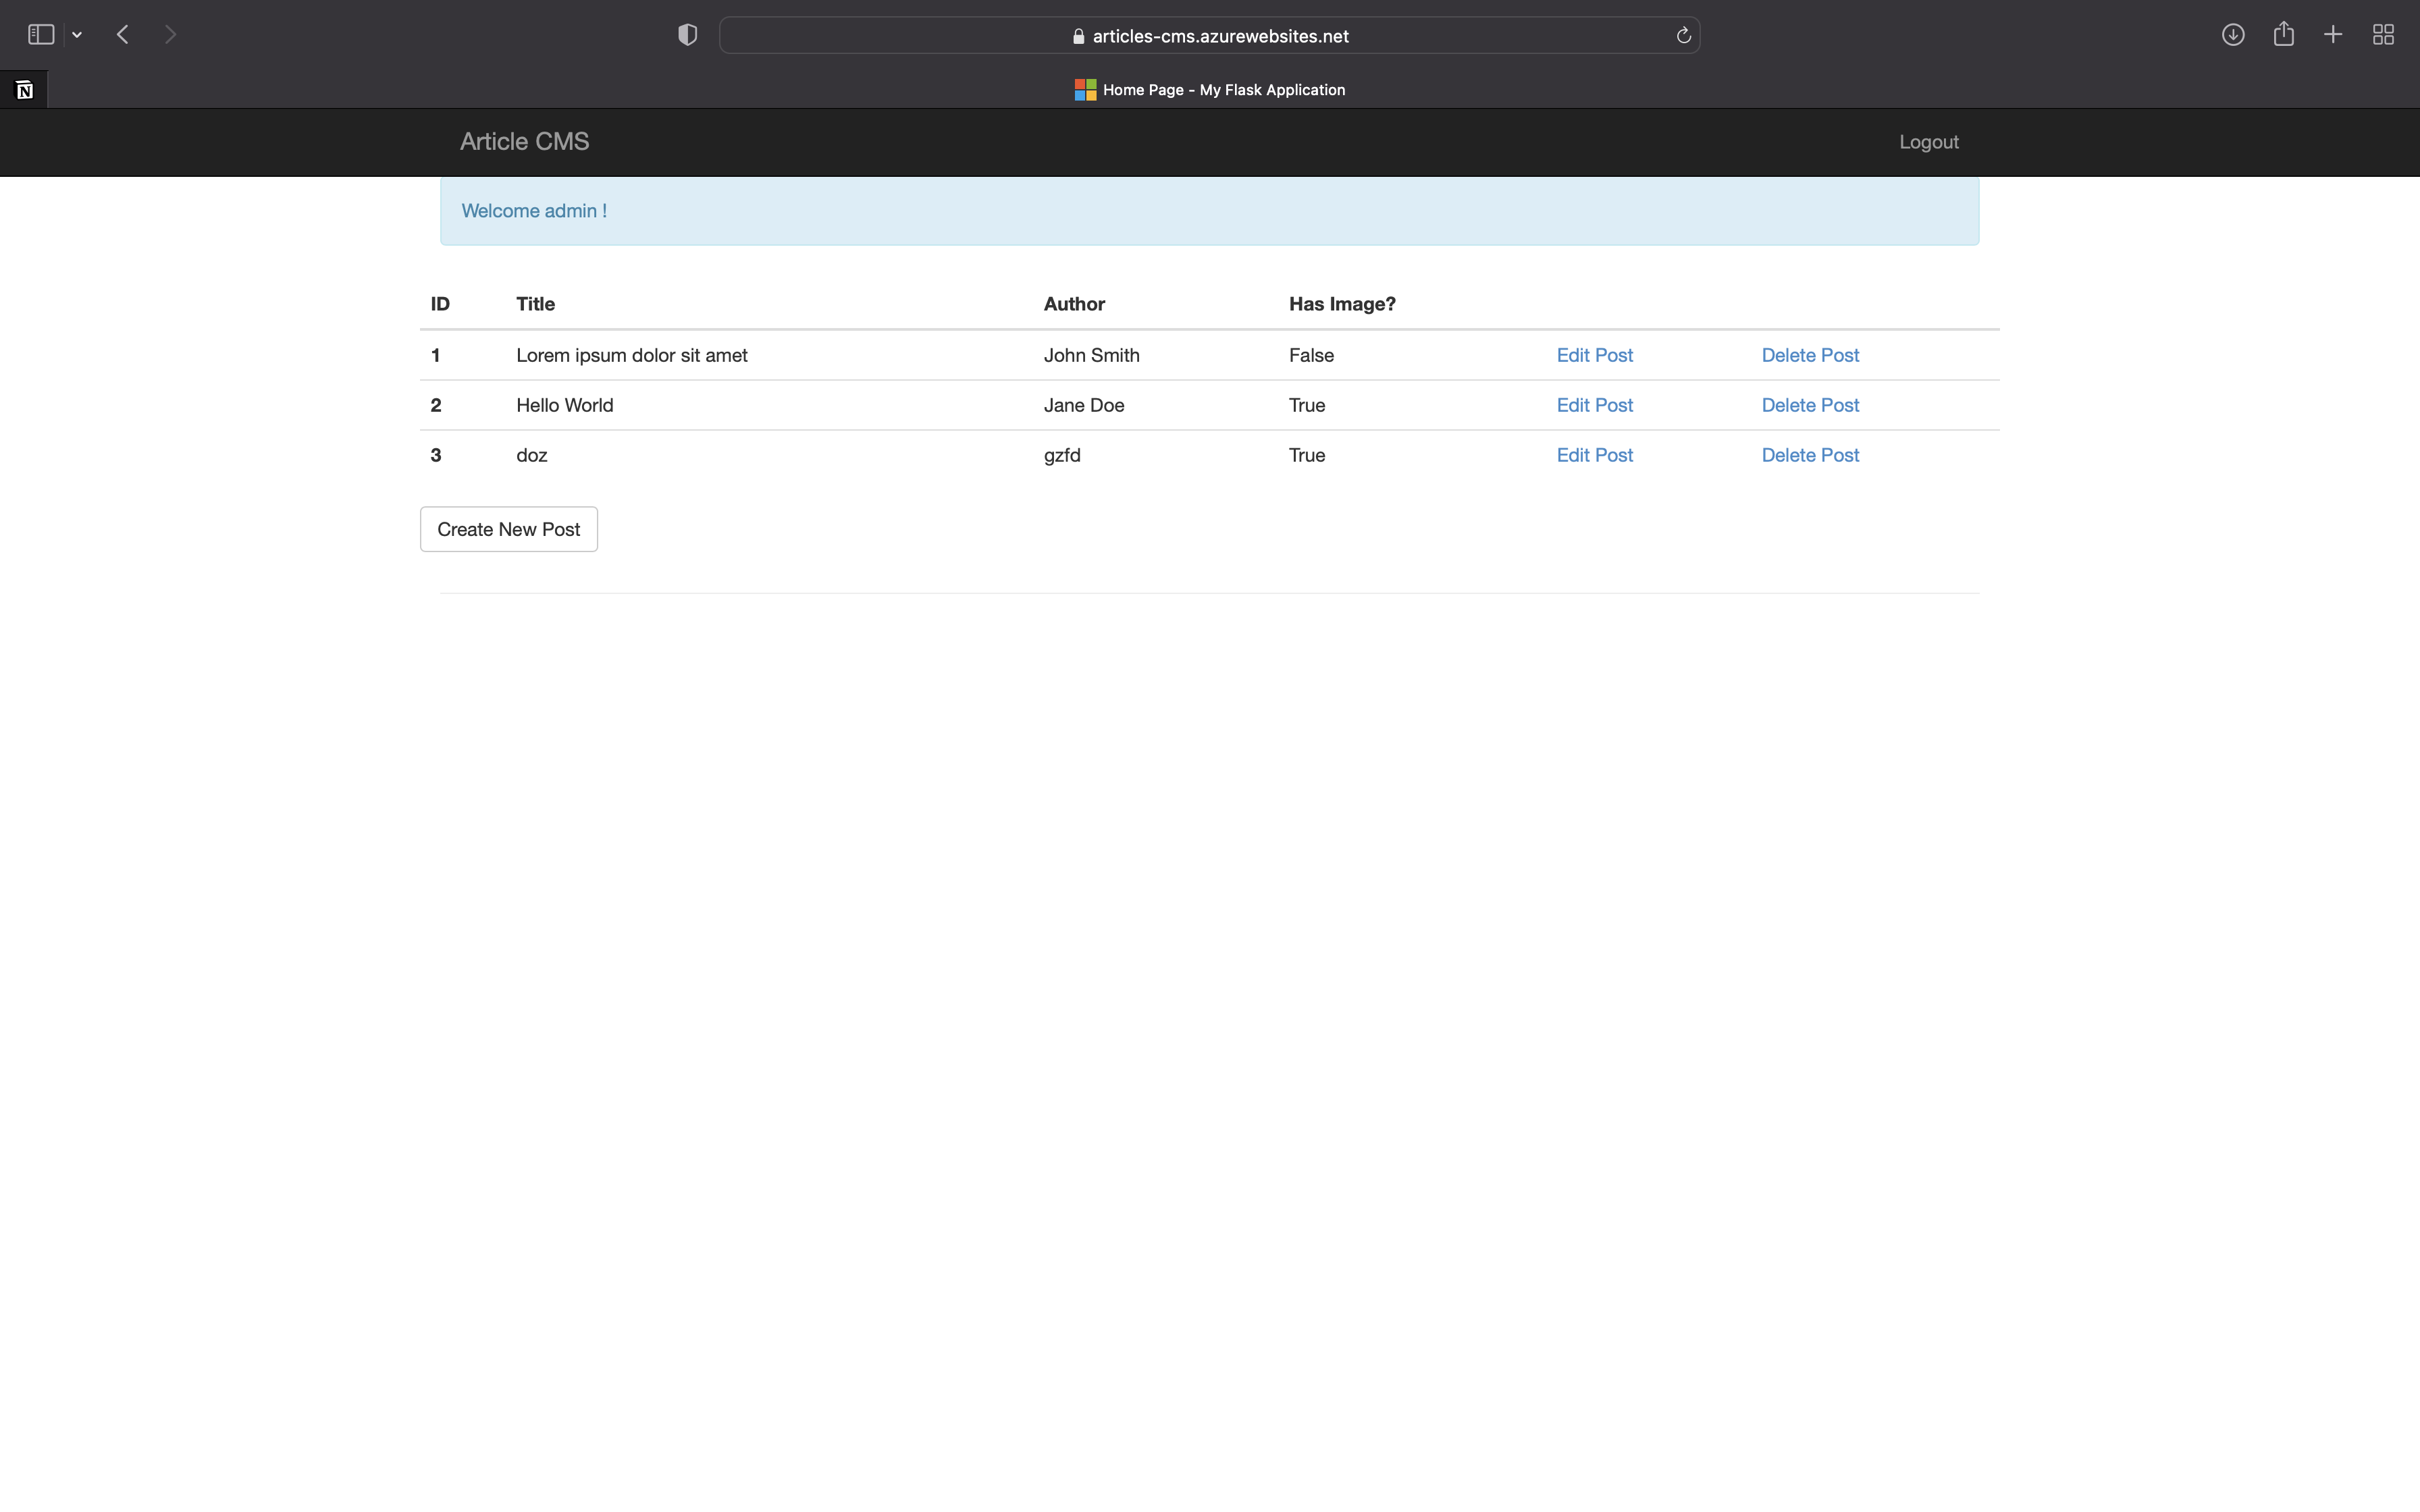 articles-cms.azurewebsites.net
N
Home Page - My Flask Application
Article CMS Logout
Welcome admin !
ID Title Author Has Image?
1 Lorem ipsum dolor sit amet John Smith False Edit Post Delete Post
2 Hello World Jane Doe True Edit Post Delete Post
3 doz gzfd True Edit Post Delete Post
Create New Post